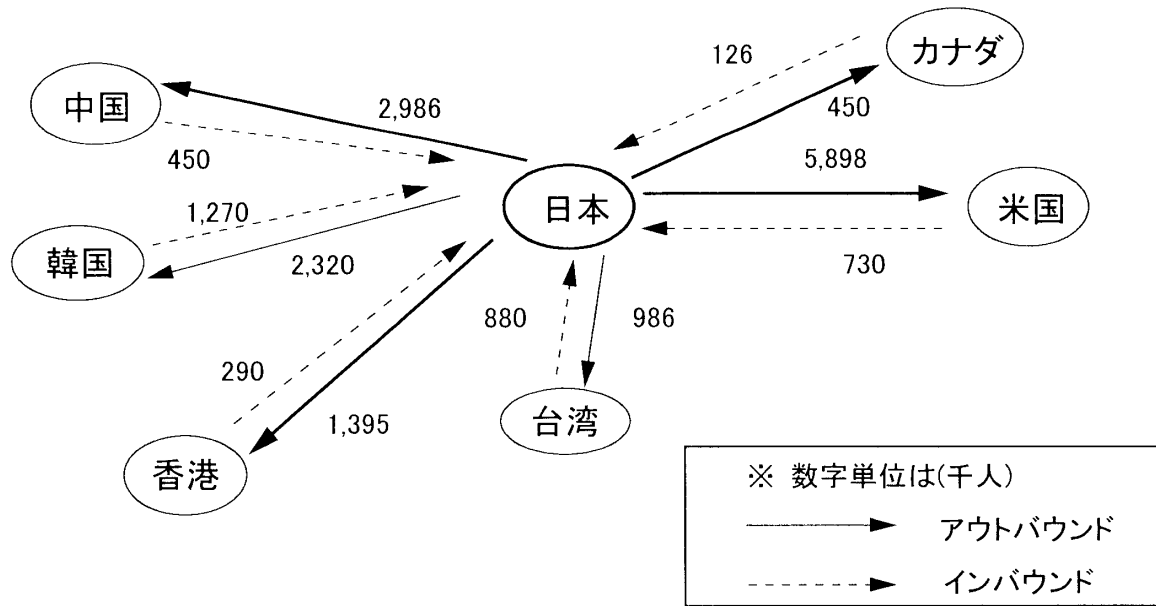 126
カナダ
中国
2,986
450
450
5,898
日本
米国
1,270
韓国
2,320
730
880
986
290
1,395
台湾
香港
※ 数字単位は(千人)
アウトバウンド
インバウンド